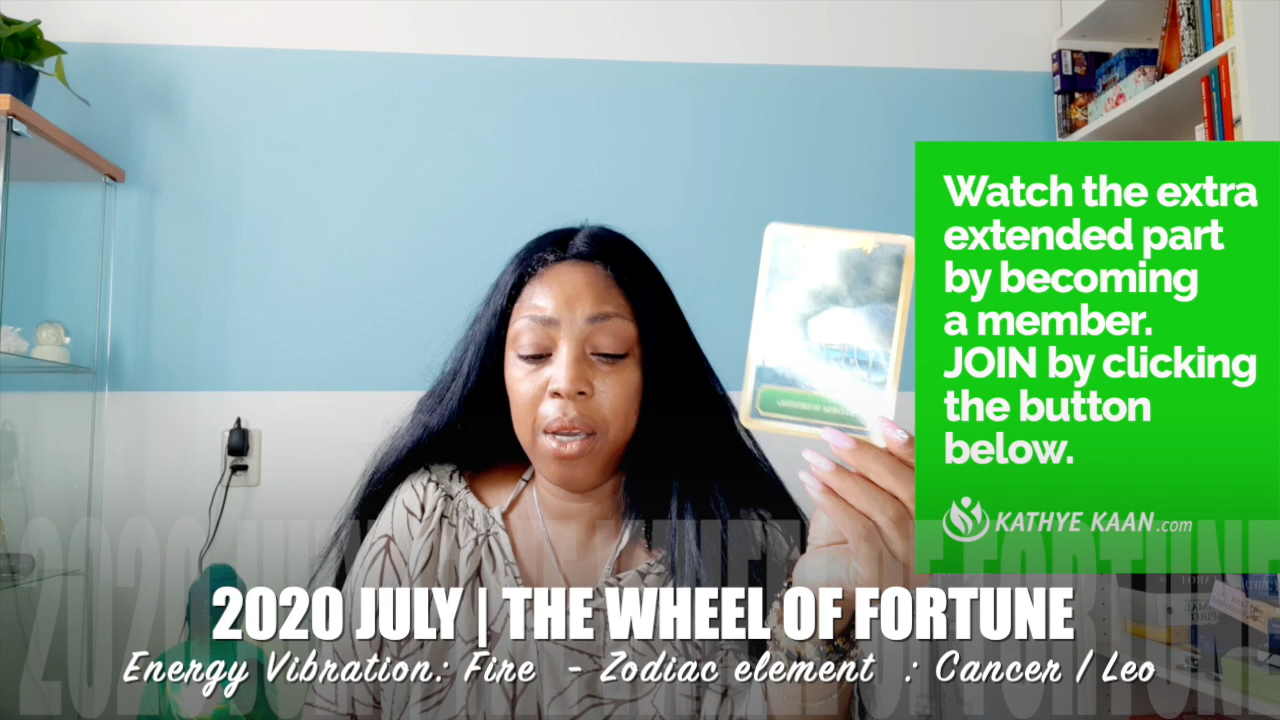 Watch the extra
extended part
by becoming
a member.
JOIN by clicking
the button
below.
KATHYE KAAN.com
2020 JULY | THE WHEEL OF FORTUNE
Energy Vibration: Fire - Zodiac element : Cancer / Leo